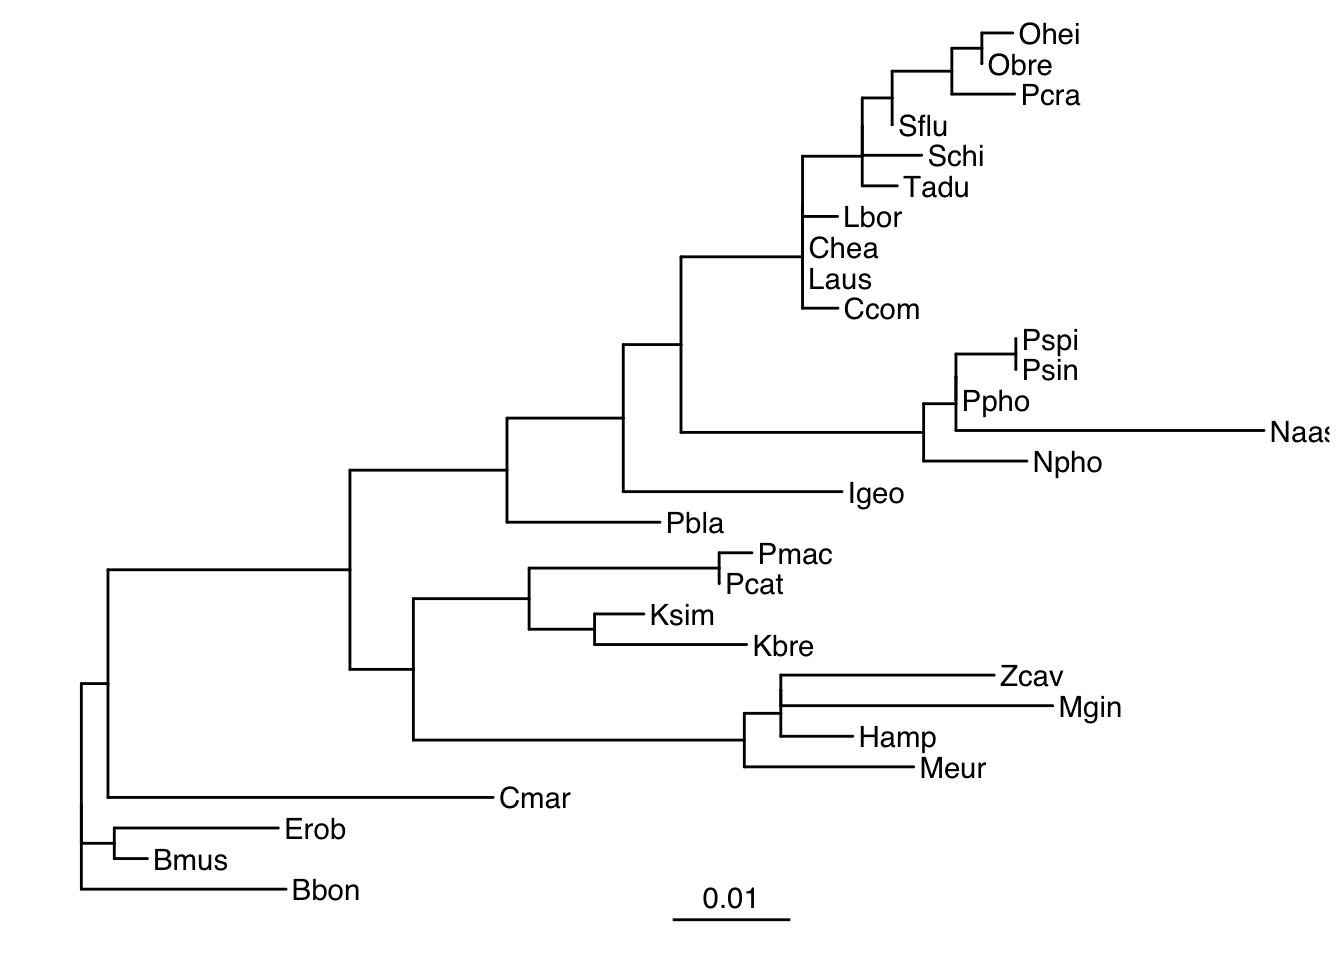 Ohei
Obre
Pcra
Sflu
Schi
Tadu
Lbor
Chea
Laus
Ccom
Pspi
Psin
Ppho
Naas
Npho
Igeo
Pbla
Pmac
Pcat
Ksim
Kbre
Zcav
Mgin
Hamp
Meur
Cmar
Erob
Bmus
Bbon
0.01